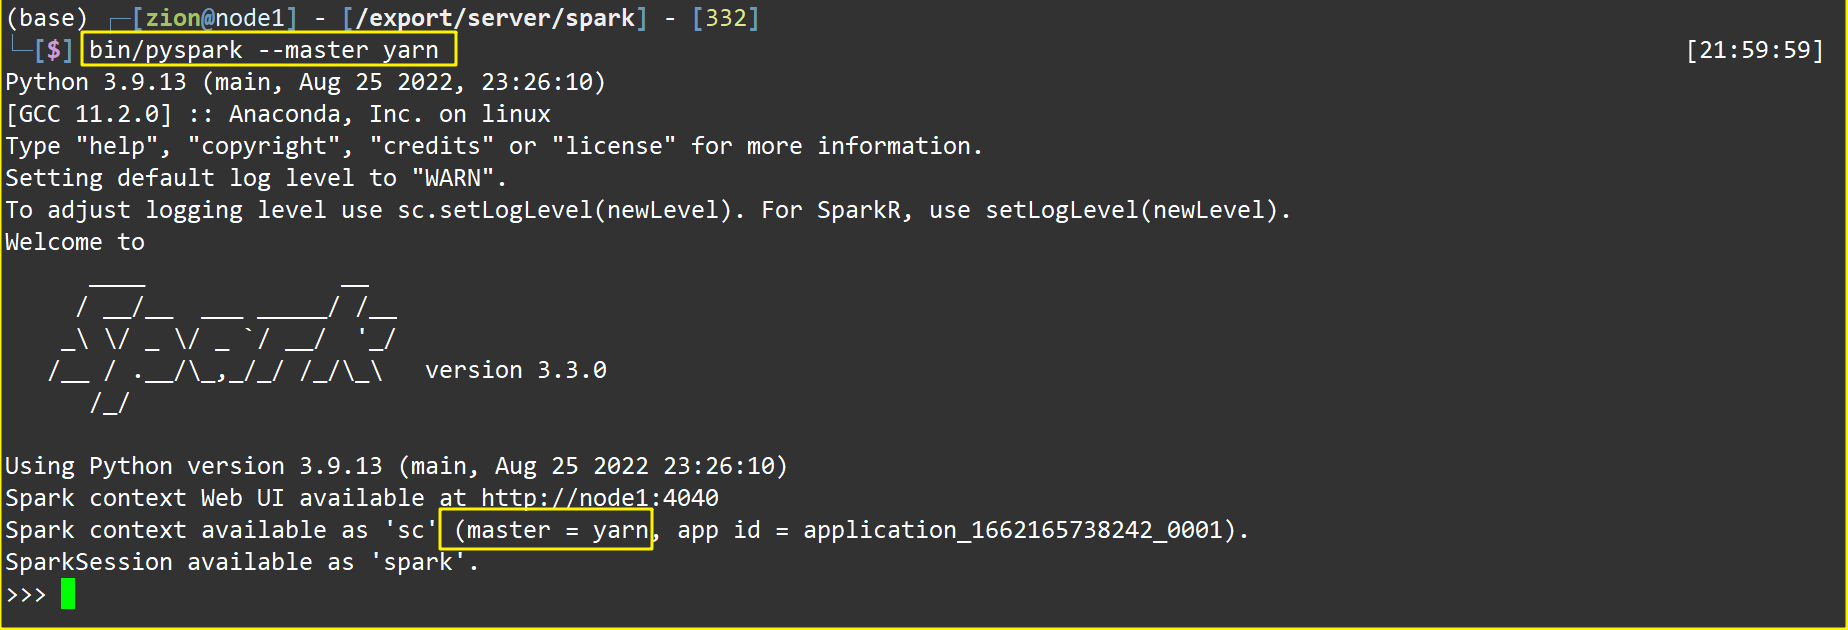 (base) ┌─[zion@node1] - [/export/server/spark] - [332]
└─[$] bin/pyspark --master yarn [21:59:59]
Python 3.9.13 (main, Aug 25 2022, 23:26:10)
[GCC 11.2.0] :: Anaconda, Inc. on linux
Type "help", "copyright", "credits" or "license" for more information.
Setting default log level to "WARN".
To adjust logging level use sc.setLogLevel(newLevel). For SparkR, use setLogLevel(newLevel).
Welcome to
      ____              __
     / __/__  ___ _____/ /__
    _\ \/ _ \/ _ `/ __/  '_/
   /__ / .__/\_,_/_/ /_/\_\   version 3.3.0
      /_/
Using Python version 3.9.13 (main, Aug 25 2022 23:26:10)
Spark context Web UI available at http://node1:4040
Spark context available as 'sc' (master = yarn, app id = application_1662165738242_0001).
SparkSession available as 'spark'.
>>>